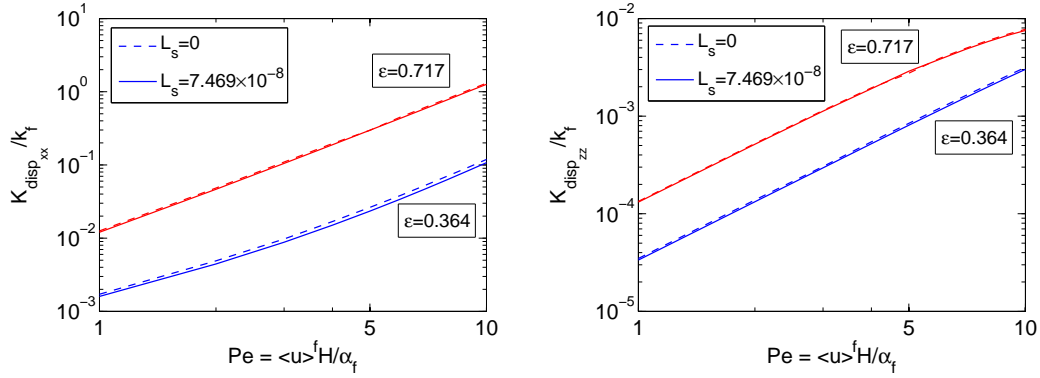 10^1
10^0
10^-1
10^-2
10^-3
K_disp_xx/k_f
L_s=0
L_s=7.469×10^-8
ε=0.717
ε=0.364
1
5
10
Pe = <u>^f H/α_f
10^-2
10^-3
10^-4
10^-5
K_disp_zz/k_f
L_s=0
L_s=7.469×10^-8
ε=0.717
ε=0.364
1
5
10
Pe = <u>^f H/α_f